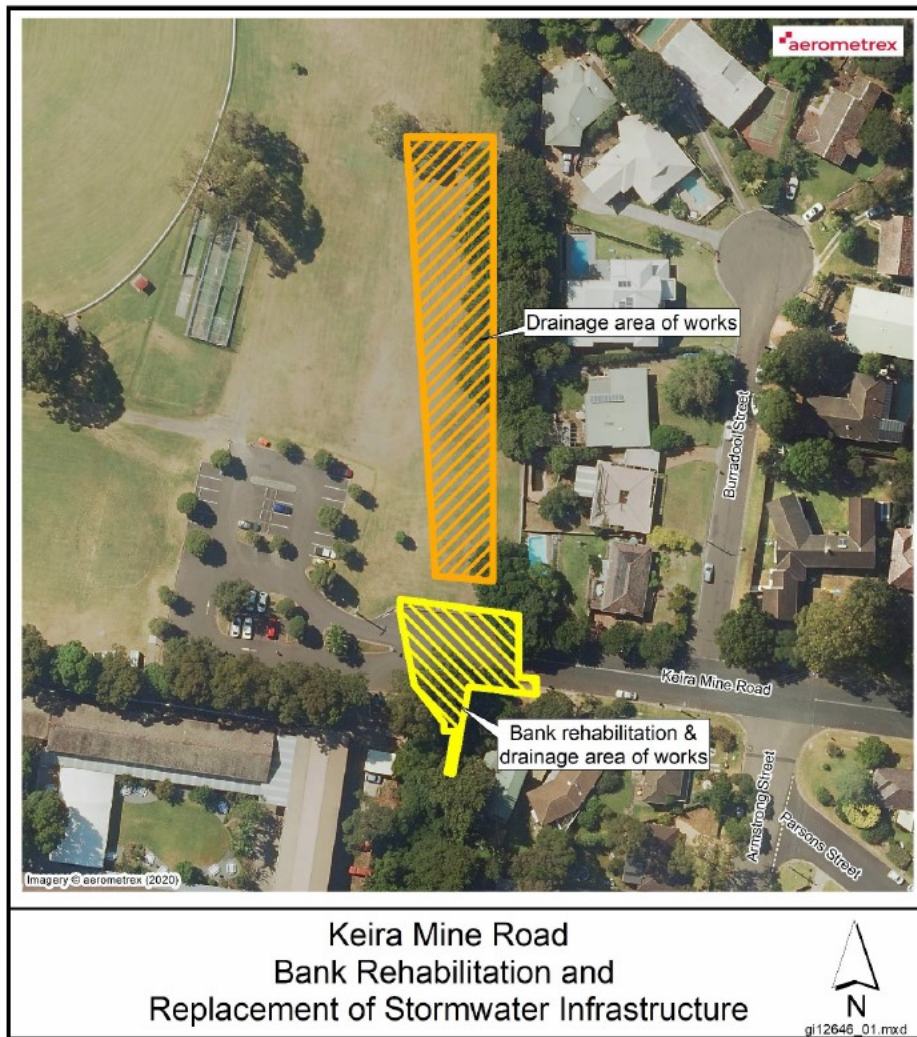 aerometrex
Drainage area of works
Burradool Street
Keira Mine Road
Bank rehabilitation &
drainage area of works
Armstrong Street
Parsons Street
Imagery © aerometrex (2020)
Keira Mine Road
Bank Rehabilitation and
Replacement of Stormwater Infrastructure
N
gi12646_01.mxd